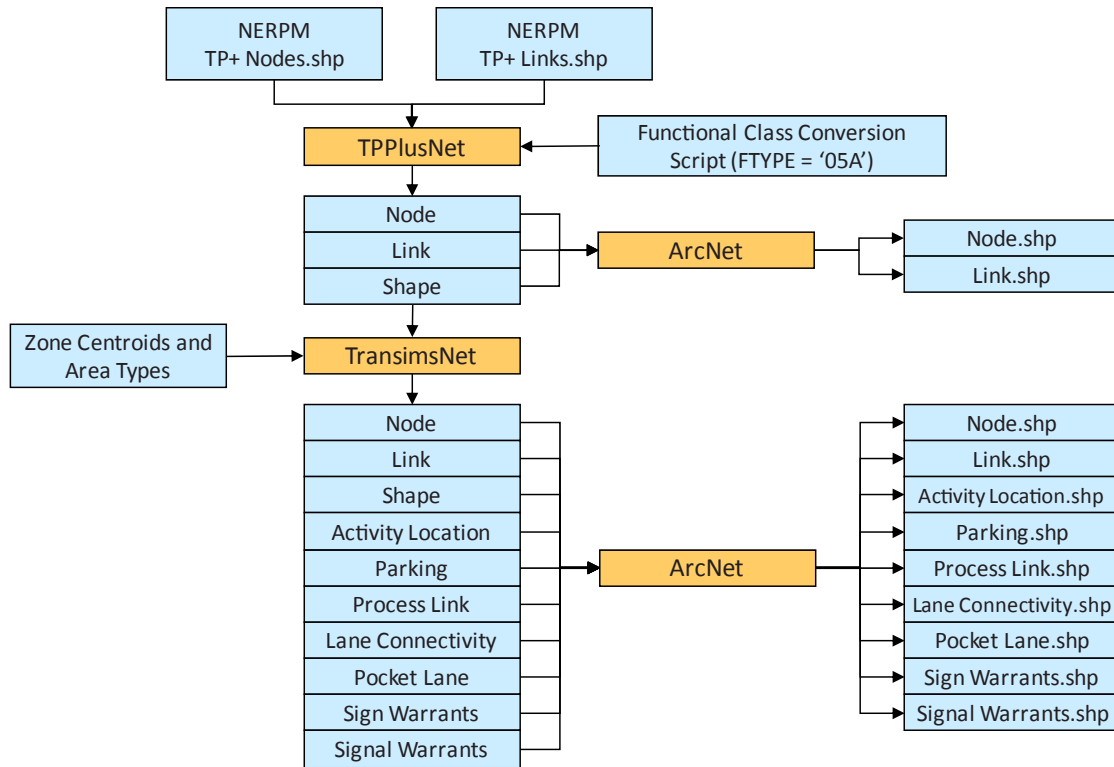 NERPM
TP+ Nodes.shp
NERPM
TP+ Links.shp
TPPlusNet
Functional Class Conversion
Script (FTYPE = ‘05A’)
Node
Link
Shape
ArcNet
Node.shp
Link.shp
Zone Centroids and
Area Types
TransimsNet
Node
Link
Shape
Activity Location
Parking
Process Link
Lane Connectivity
Pocket Lane
Sign Warrants
Signal Warrants
ArcNet
Node.shp
Link.shp
Activity Location.shp
Parking.shp
Process Link.shp
Lane Connectivity.shp
Pocket Lane.shp
Sign Warrants.shp
Signal Warrants.shp